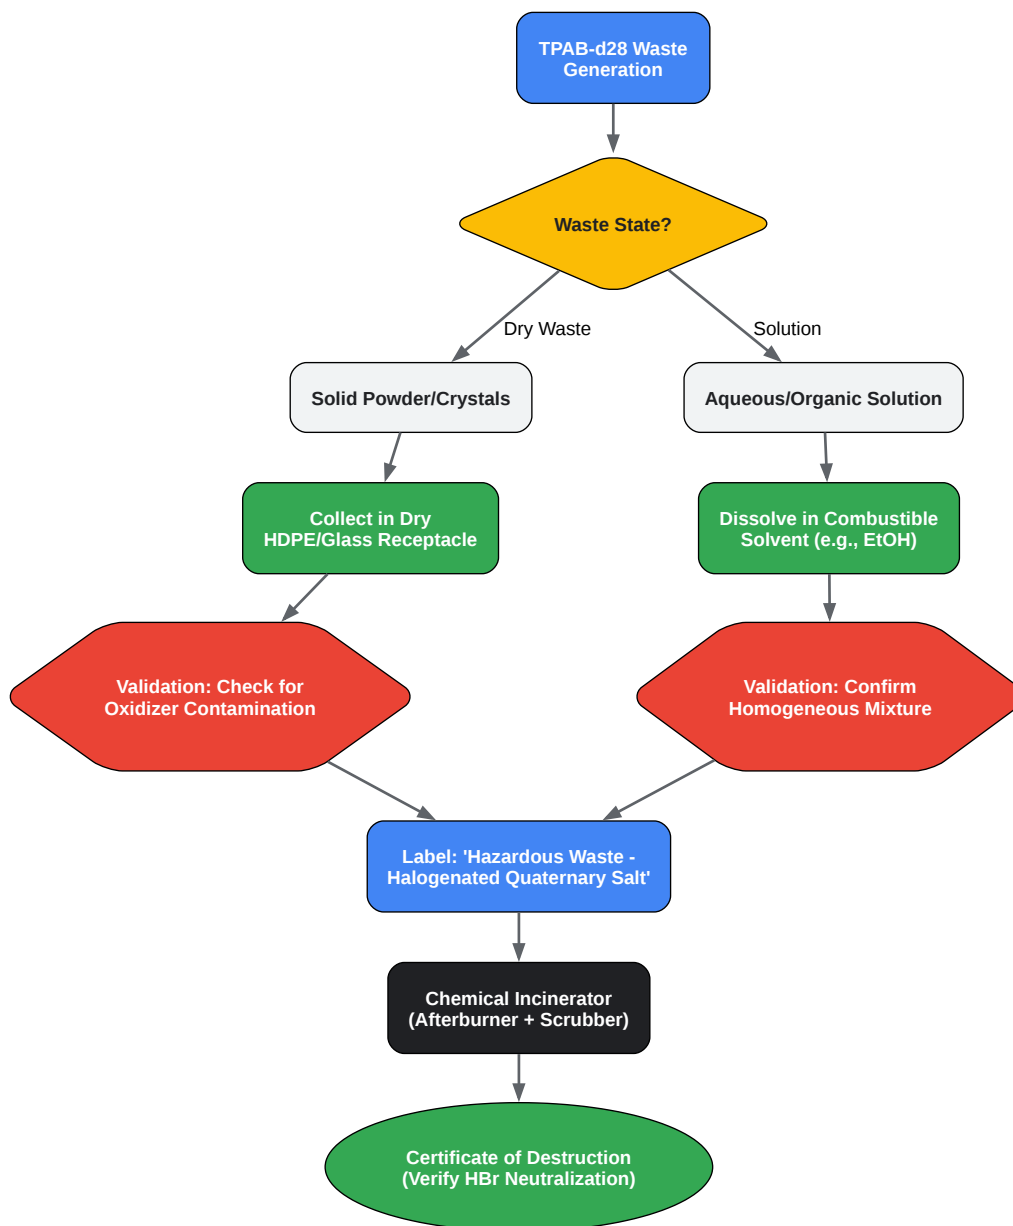 TPAB-d28 Waste
Generation
Waste State?
Dry Waste
Solution
Solid Powder/Crystals
Aqueous/Organic Solution
Collect in Dry
HDPE/Glass Receptacle
Dissolve in Combustible
Solvent (e.g., EtOH)
Validation: Check for
Oxidizer Contamination
Validation: Confirm
Homogeneous Mixture
Label: 'Hazardous Waste -
Halogenated Quaternary Salt'
Chemical Incinerator
(Afterburner + Scrubber)
Certificate of Destruction
(Verify HBr Neutralization)